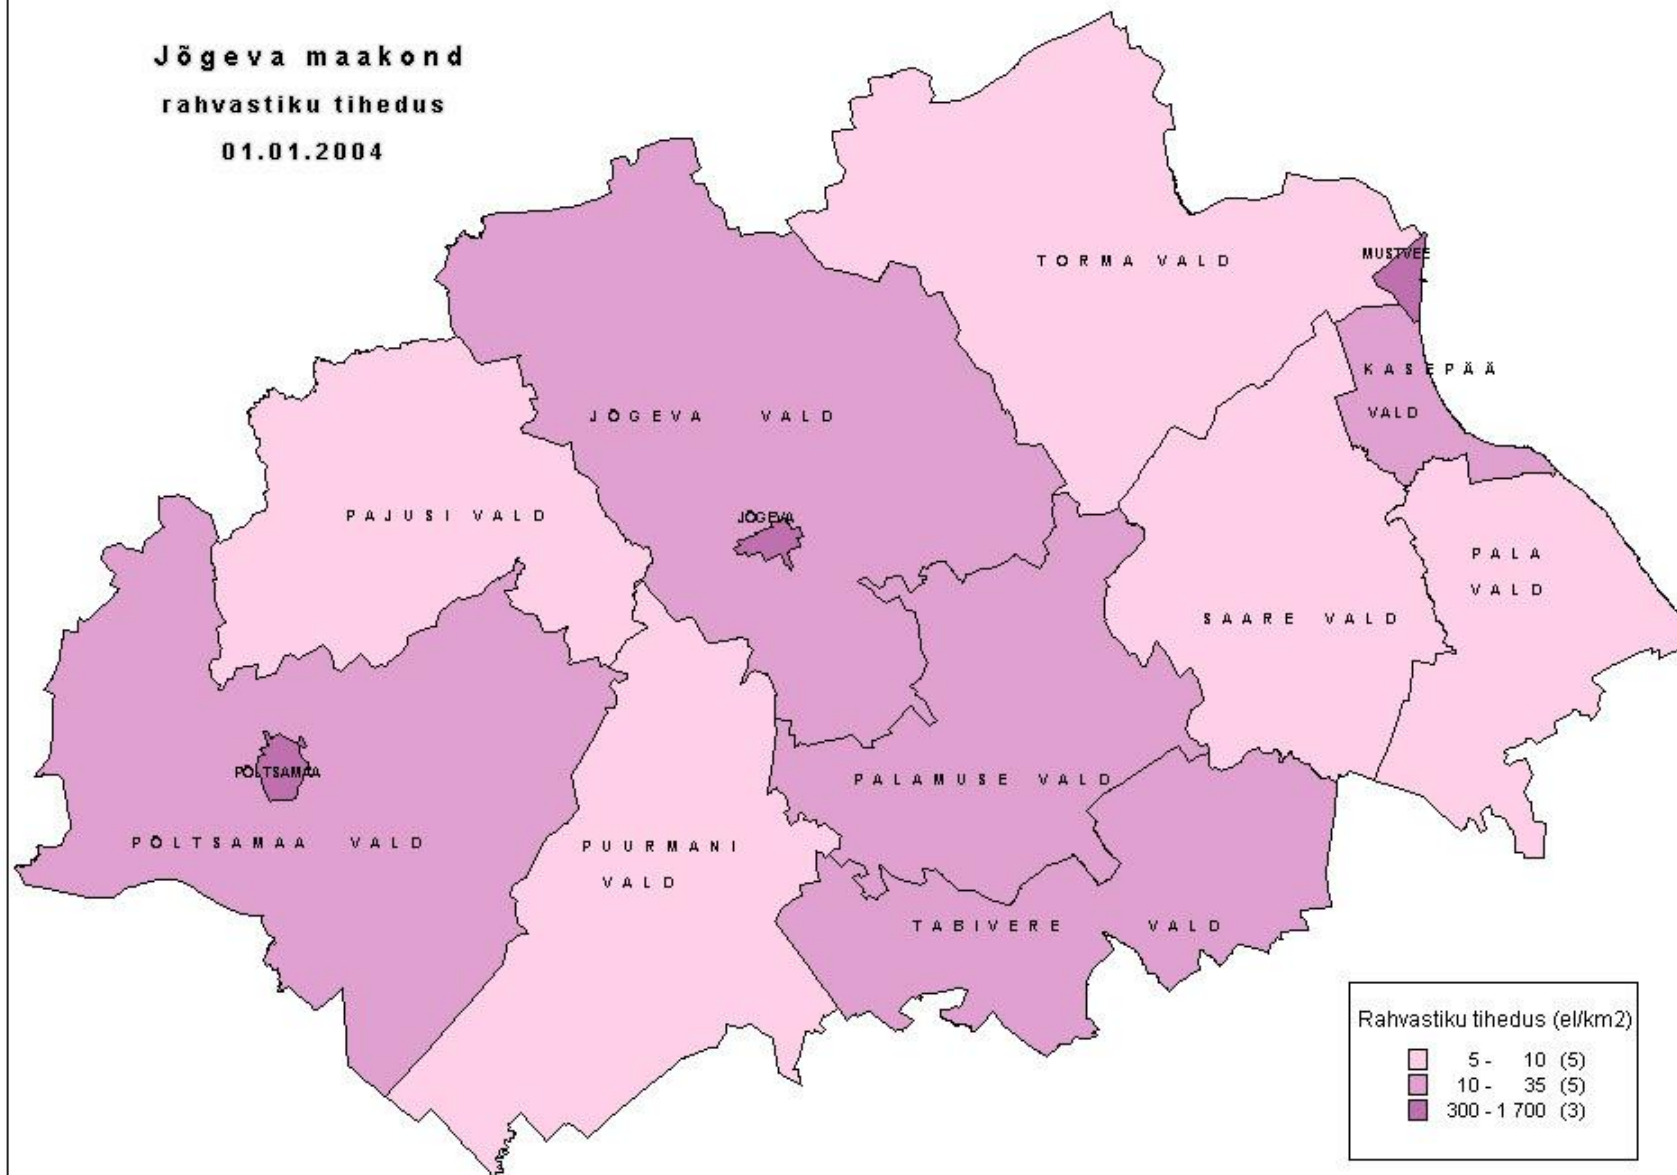 Jõgeva maakond
rahvastiku tihedus
01.01.2004
TORMA VALD
MUSTVEE
KASEPÄÄ
VALD
JÕGEVA VALD
PAJUSI VALD
JÕGEVA
PALA
VALD
SAARE VALD
PÕLTSAMAA
PALAMUSE VALD
PÕLTSAMAA VALD
PUURMANI
VALD
TABIVERE VALD
Rahvastiku tihedus (el/km2)
5 - 10 (5)
10 - 35 (5)
300 - 1 700 (3)